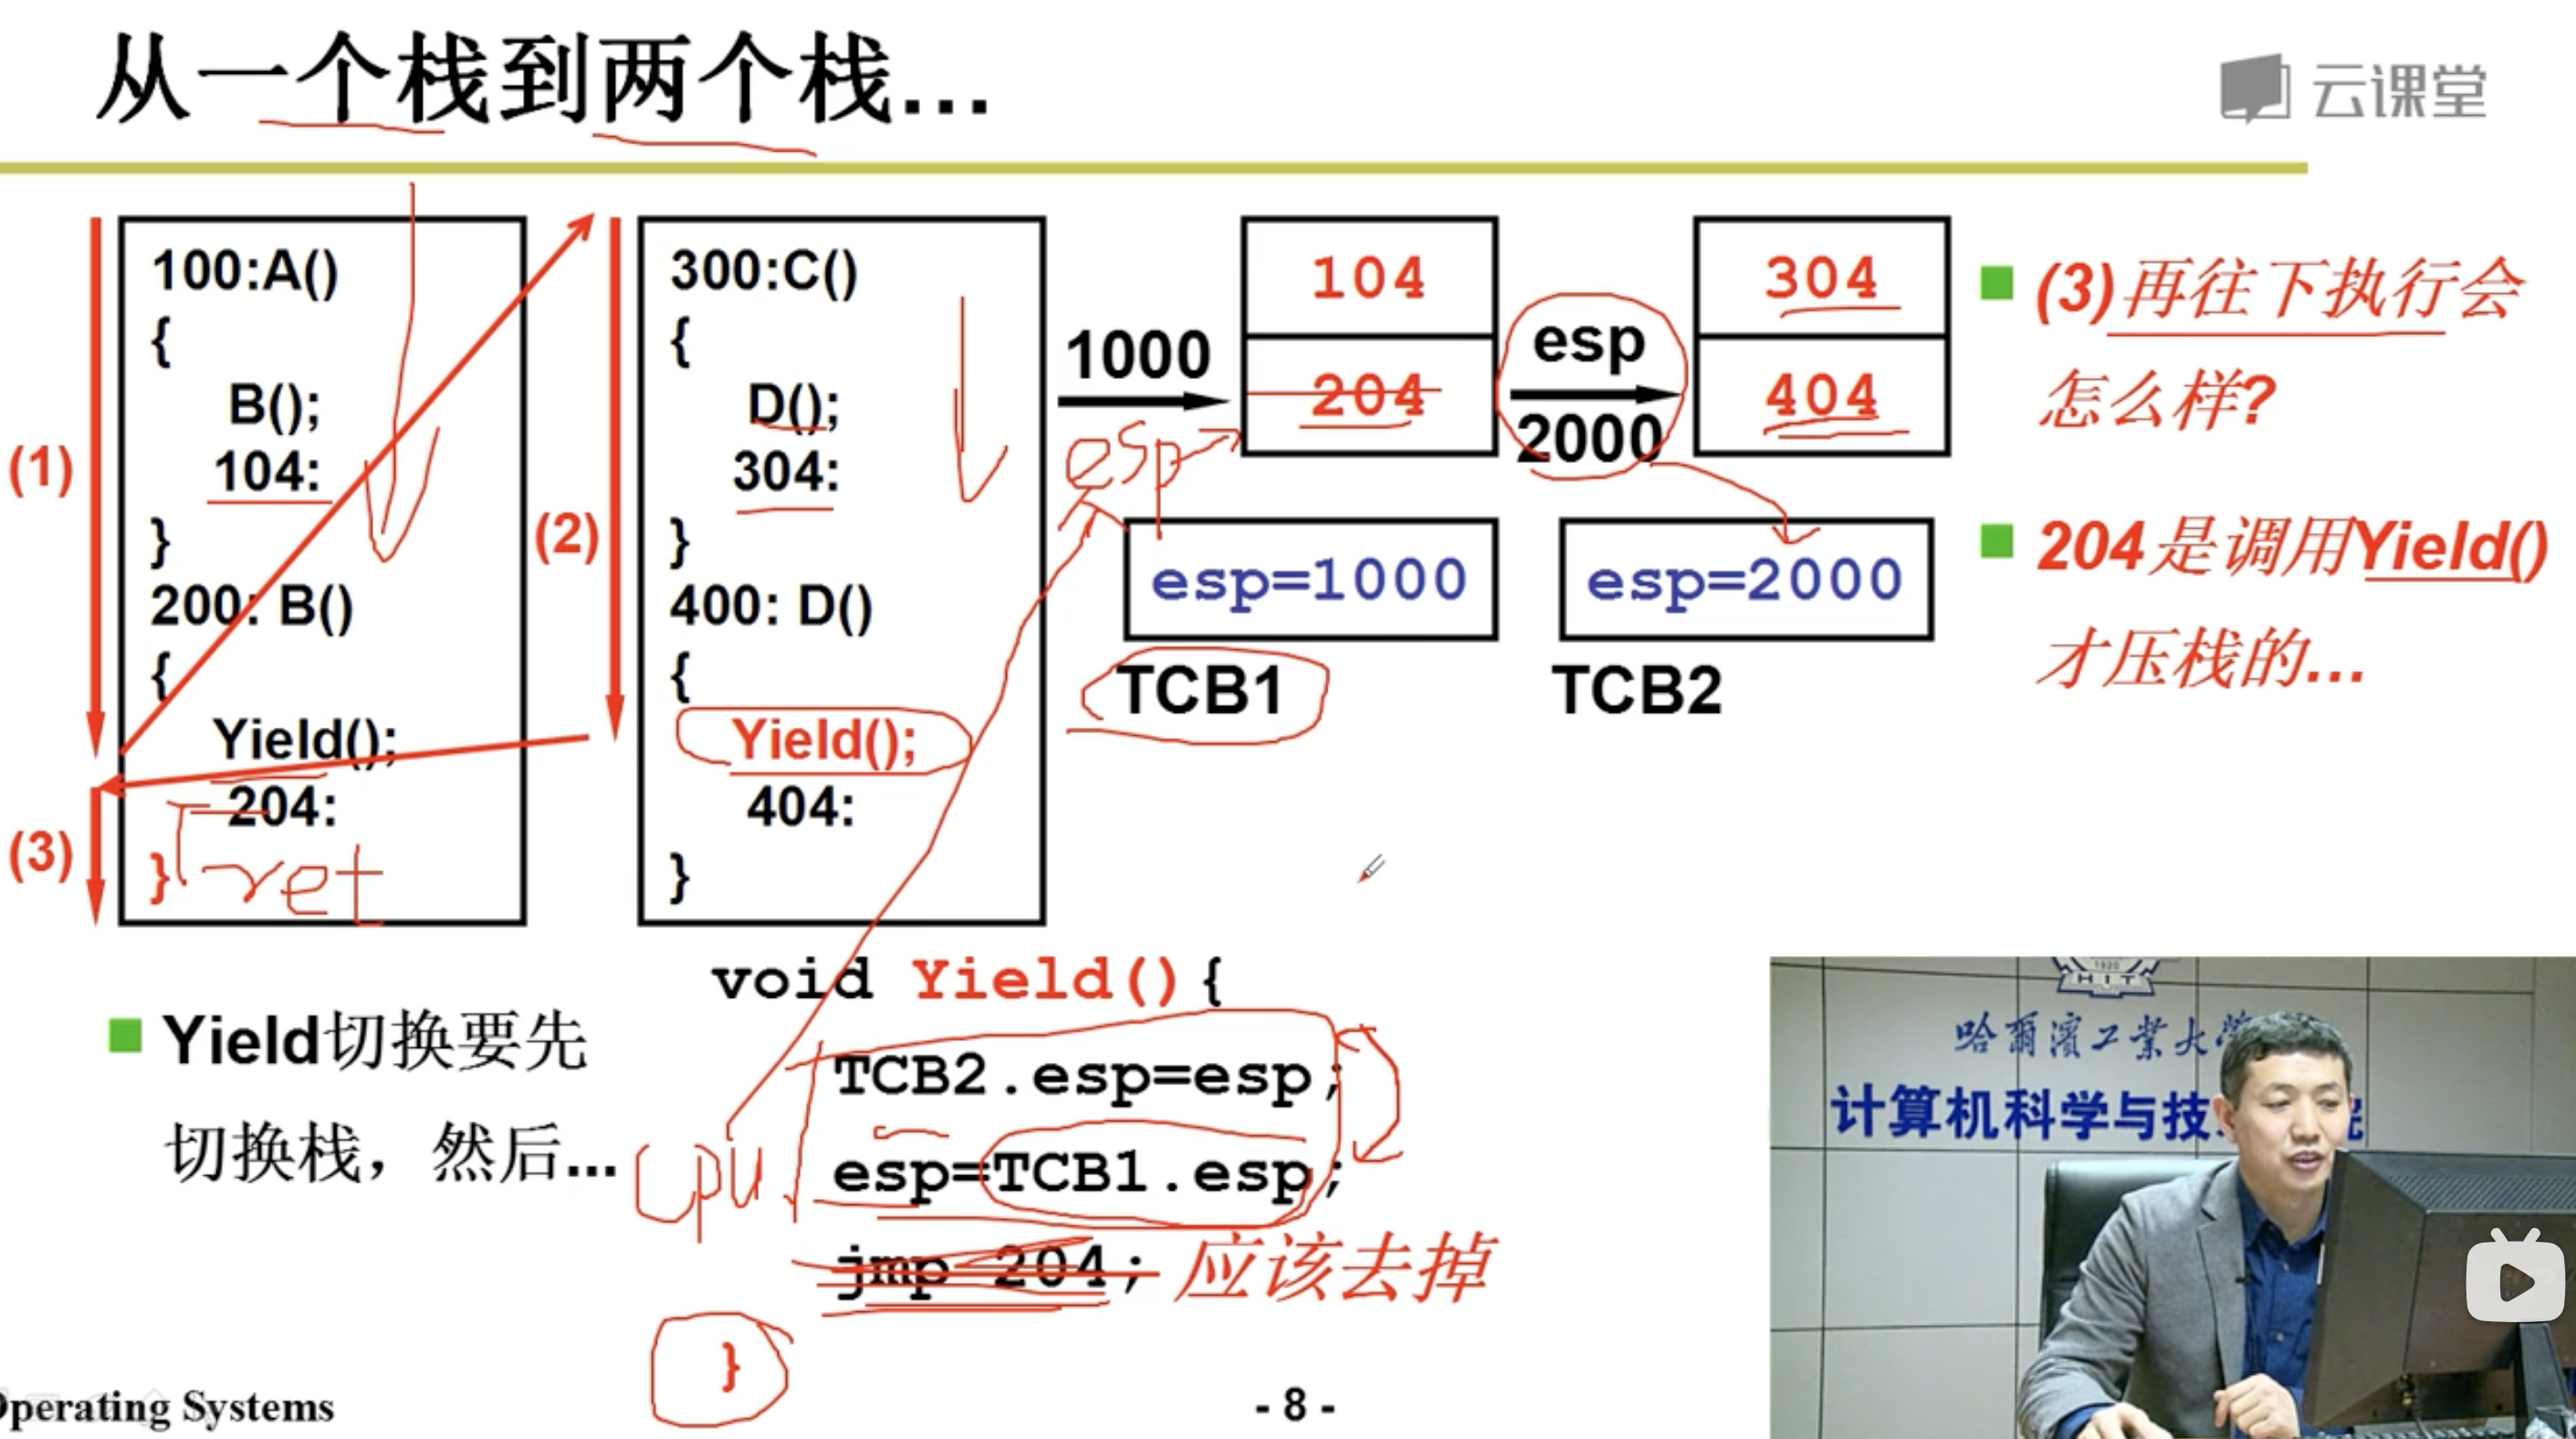 从一个栈到两个栈...
云课堂
100:A()
{
B();
104:
}
200: B()
{
Yield();
204:
}
ret
(1)
(2)
(3)
300:C()
{
D();
304:
}
400: D()
{
Yield();
404:
}
1000
esp
104
204
esp
2000
304
404
esp=1000
TCB1
esp=2000
TCB2
(3)再往下执行会
怎么样?
204是调用Yield()
才压栈的...
Yield切换要先
切换栈，然后...
void Yield(){
TCB2.esp=esp;
esp=TCB1.esp;
jmp 204; 应该去掉
}
cpu
1920
HIT
哈爾濱工業大學
计算机科学与技
院
Operating Systems
- 8 -